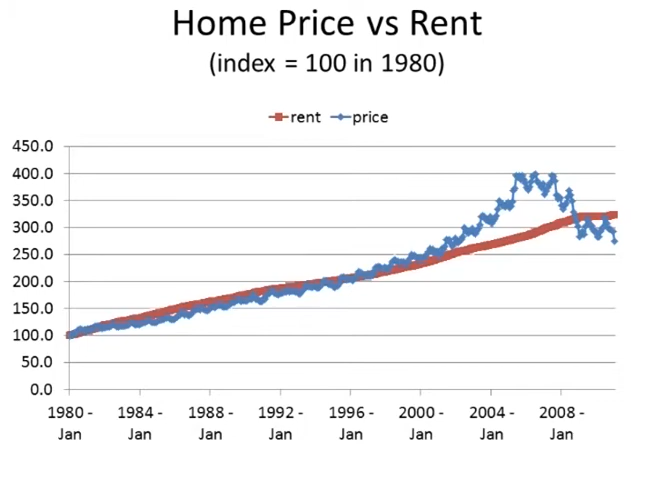 Home Price vs Rent
(index = 100 in 1980)
rent price
450.0
400.0
350.0
300.0
250.0
200.0
150.0
100.0
50.0
0.0
1980 - 1984 - 1988 - 1992 - 1996 - 2000 - 2004 - 2008 -
Jan Jan Jan Jan Jan Jan Jan Jan